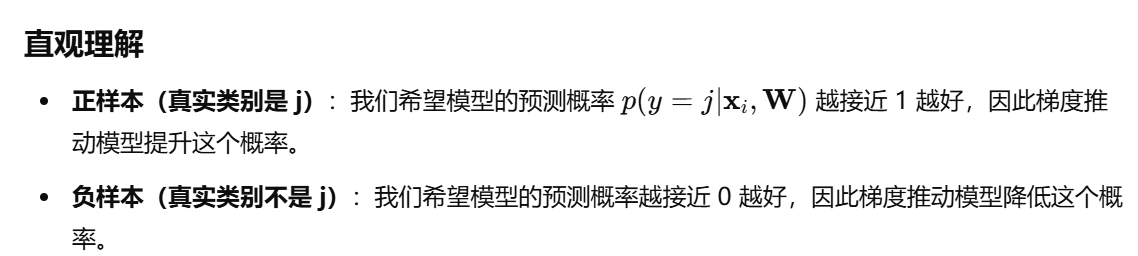 直观理解
• 正样本（真实类别是 j）：我们希望模型的预测概率 p(y = j|x_i, W) 越接近 1 越好，因此梯度推
动模型提升这个概率。
• 负样本（真实类别不是 j）：我们希望模型的预测概率越接近 0 越好，因此梯度推动模型降低这个概
率。